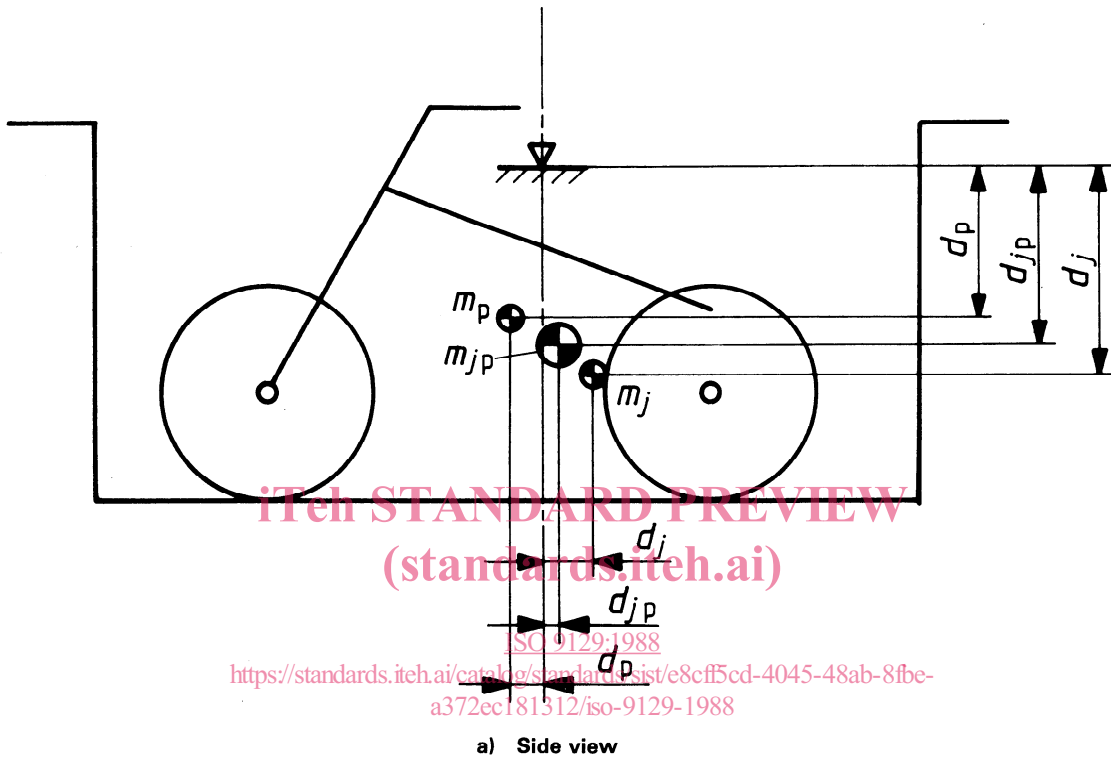 d_p
d_jp
d_j
m_p
m_jp
m_j
iTeh STANDARD PREVIEW
(standards.iteh.ai)
d_j
d_jp
ISO 9129:1988
d_p
https://standards.iteh.ai/catalog/standards/sist/e8cff5cd-4045-48ab-8fbe-
a372ec181312/iso-9129-1988
a) Side view